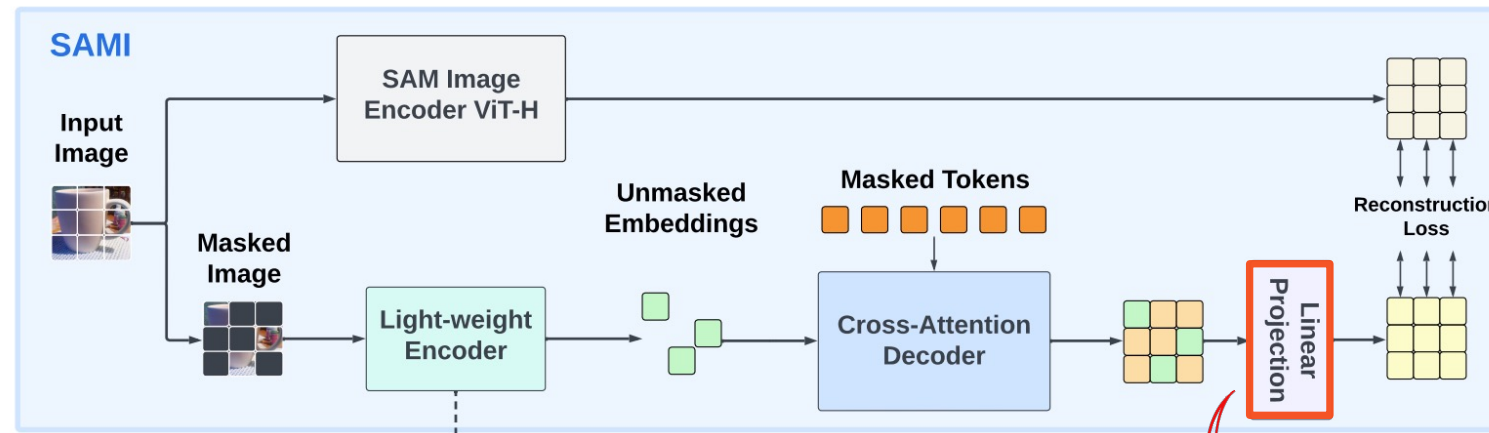 SAMI
SAM Image
Encoder ViT-H
Input
Image
Masked
Image
Light-weight
Encoder
Unmasked
Embeddings
Masked Tokens
Cross-Attention
Decoder
Linear
Projection
Reconstruction
Loss